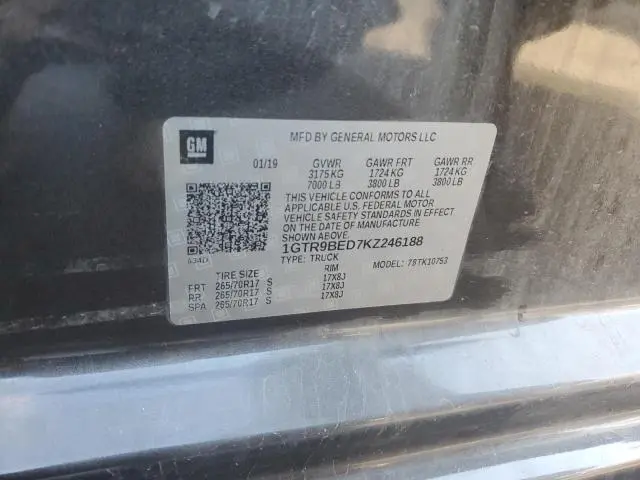 GM
MFD BY GENERAL MOTORS LLC
01/19 GVWR GAWR FRT GAWR RR
3175 KG 1724 KG 1724 KG
7000 LB 3800 LB 3800 LB
THIS VEHICLE CONFORMS TO ALL
APPLICABLE U.S. FEDERAL MOTOR
VEHICLE SAFETY STANDARDS IN EFFECT
ON THE DATE OF MANUFACTURE
SHOWN ABOVE.
1GTR9BED7KZ246188
TYPE: TRUCK MODEL: 78TK10753
TIRE SIZE RIM
FRT 265/70R17 S 17X8J
RR 265/70R17 S 17X8J
SPA 265/70R17 S 17X8J